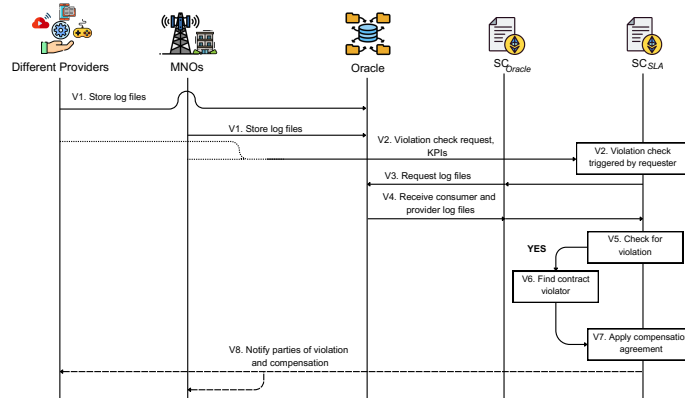 Different Providers
MNOs
Oracle
SC_Oracle
SC_SLA
V1. Store log files
V1. Store log files
V2. Violation check request,
KPIs
V2. Violation check
triggered by requester
V3. Request log files
V4. Receive consumer and
provider log files
V5. Check for
violation
YES
V6. Find contract
violator
V7. Apply compensation
agreement
V8. Notify parties of violation
and compensation